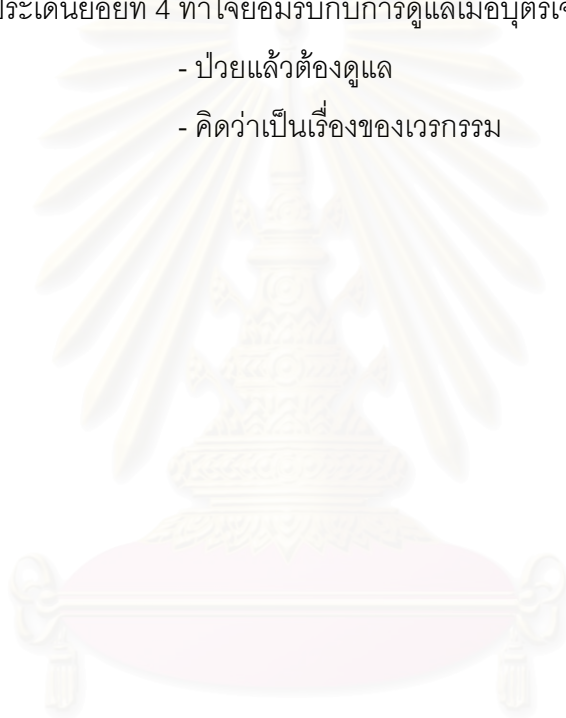 ประเด็นย่อยที่ 4 ทำใจยอมรับกับการดูแลเมื่อบุตร
- ป่วยแล้วต้องดูแล
- คิดว่าเป็นเรื่องของเวรกรรม